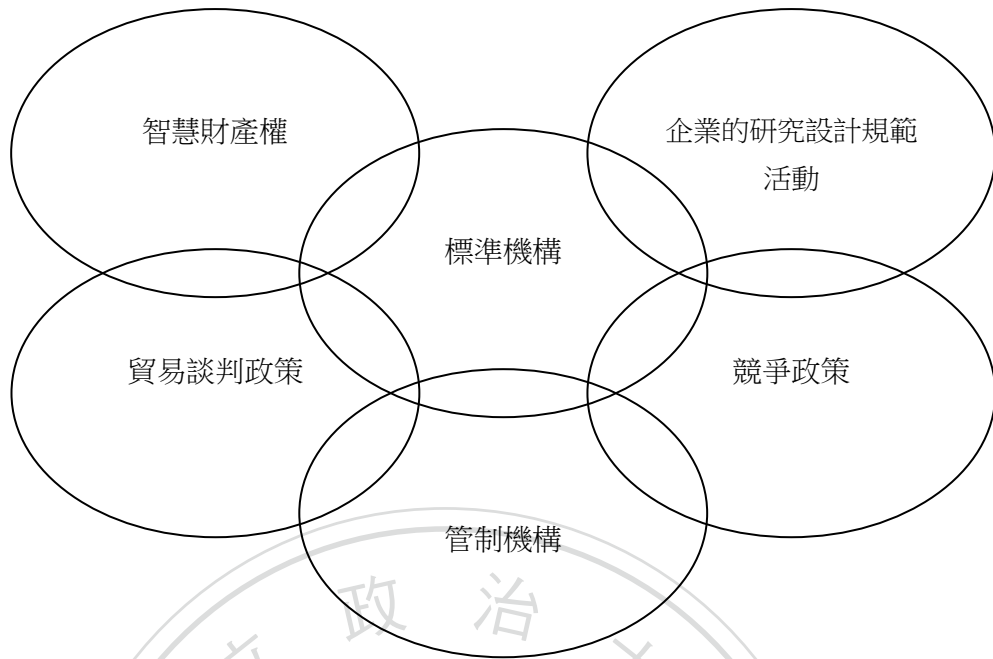 智慧財產權
企業的研究設計規範
活動
標準機構
貿易談判政策
競爭政策
管制機構
政 治